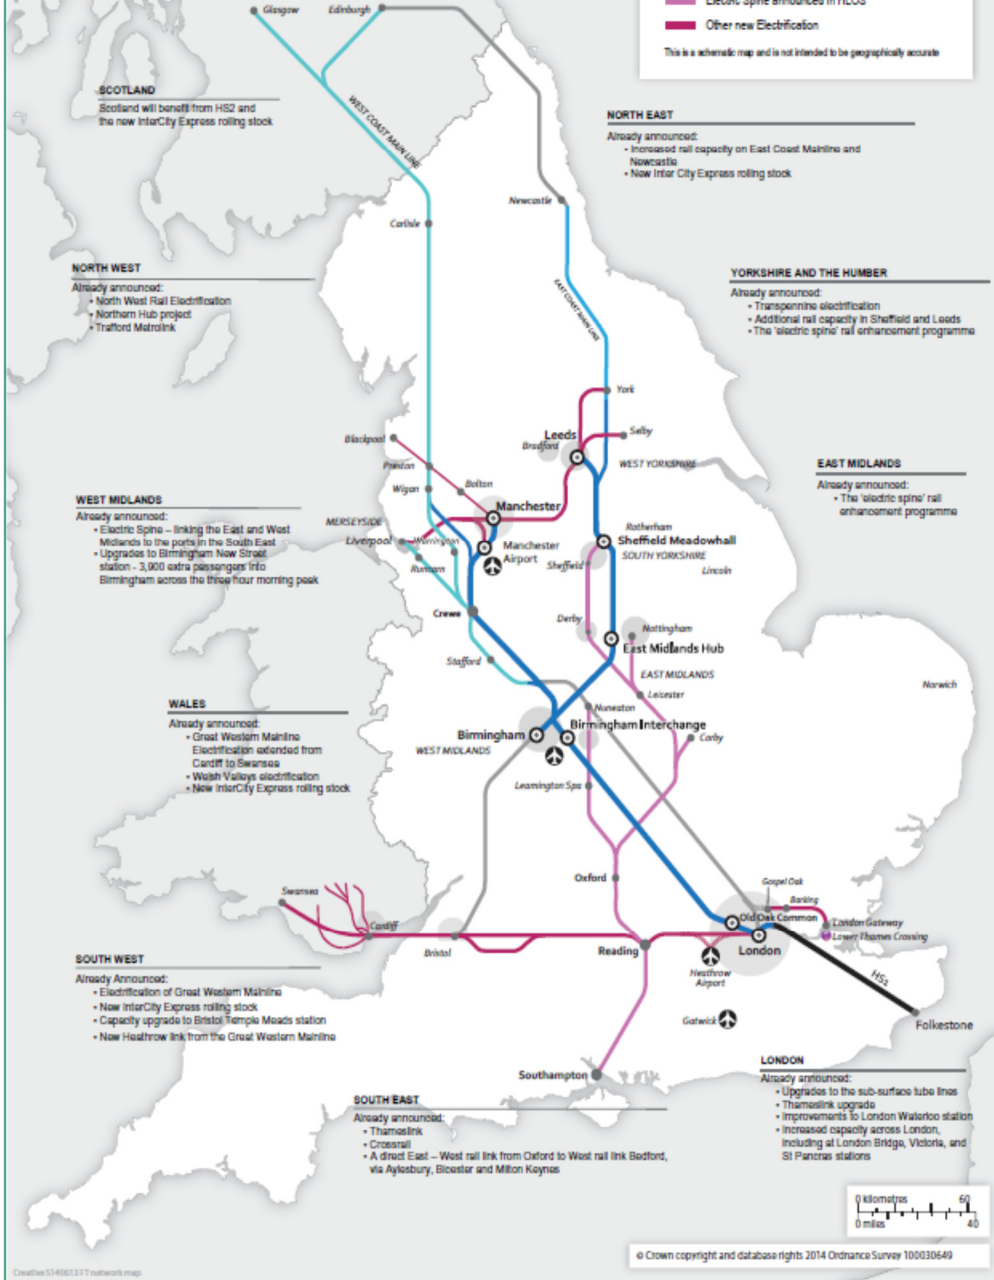 Electric Spine announced in HLOS
Other new Electrification
This is a schematic map and is not intended to be geographically accurate
Glasgow
Edinburgh
SCOTLAND
Scotland will benefit from HS2 and
the new InterCity Express rolling stock
WEST COAST MAIN LINE
NORTH EAST
Already announced:
• Increased rail capacity on East Coast Mainline and
Newcastle
• New Inter City Express rolling stock
Newcastle
Carlisle
NORTH WEST
Already announced:
• North West Rail Electrification
• Northern Hub project
• Trafford Metrolink
EAST COAST MAIN LINE
YORKSHIRE AND THE HUMBER
Already announced:
• Transpennine electrification
• Additional rail capacity in Sheffield and Leeds
• The 'electric spine' rail enhancement programme
York
Blackpool
Leeds
Selby
Bradford
Preston
WEST YORKSHIRE
Wigan
Bolton
EAST MIDLANDS
Already announced:
• The 'electric spine' rail
enhancement programme
WEST MIDLANDS
Already announced:
• Electric Spine – linking the East and West
Midlands to the ports in the South East
• Upgrades to Birmingham New Street
station - 3,900 extra passengers into
Birmingham across the three hour morning peak
Manchester
MERSEYSIDE
Liverpool
Warrington
Manchester
Airport
Runcorn
Rotherham
Sheffield Meadowhall
SOUTH YORKSHIRE
Sheffield
Lincoln
Crewe
Derby
Nottingham
East Midlands Hub
Stafford
EAST MIDLANDS
Leicester
Norwich
WALES
Already announced:
• Great Western Mainline
Electrification extended from
Cardiff to Swansea
• Welsh Valleys electrification
• New InterCity Express rolling stock
Nuneaton
Birmingham Interchange
Birmingham
WEST MIDLANDS
Corby
Leamington Spa
Oxford
Gospel Oak
Barking
Swansea
Cardiff
Old Oak Common
London Gateway
Lower Thames Crossing
Bristol
Reading
London
Heathrow
Airport
HS1
Gatwick
Folkestone
SOUTH WEST
Already Announced:
• Electrification of Great Western Mainline
• New InterCity Express rolling stock
• Capacity upgrade to Bristol Temple Meads station
• New Heathrow link from the Great Western Mainline
Southampton
SOUTH EAST
Already announced:
• Thameslink
• Crossrail
• A direct East – West rail link from Oxford to West rail link Bedford,
via Aylesbury, Bicester and Milton Keynes
LONDON
Already announced:
• Upgrades to the sub-surface tube lines
• Thameslink upgrade
• Improvements to London Waterloo station
• Increased capacity across London,
including at London Bridge, Victoria, and
St Pancras stations
0 kilometres 60
0 miles 40
© Crown copyright and database rights 2014 Ordnance Survey 100030649
network map